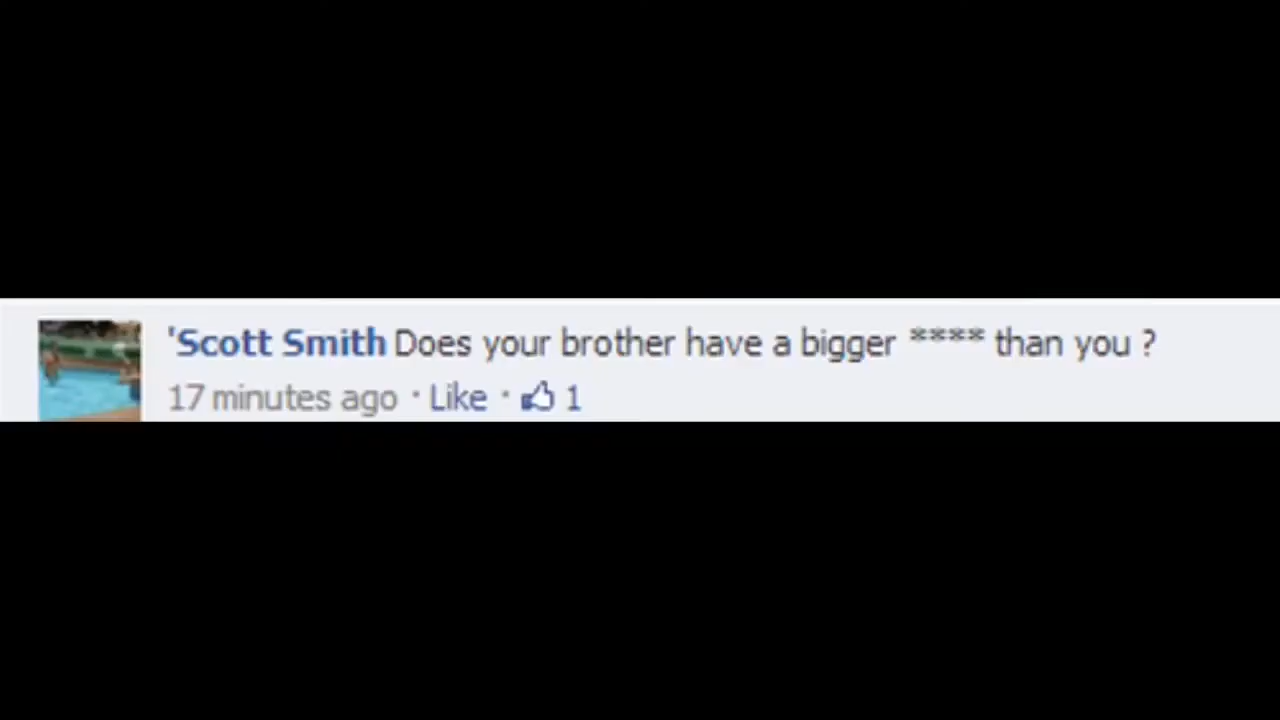 'Scott Smith Does your brother have a bigger **** than you ?
17 minutes ago · Like · 1